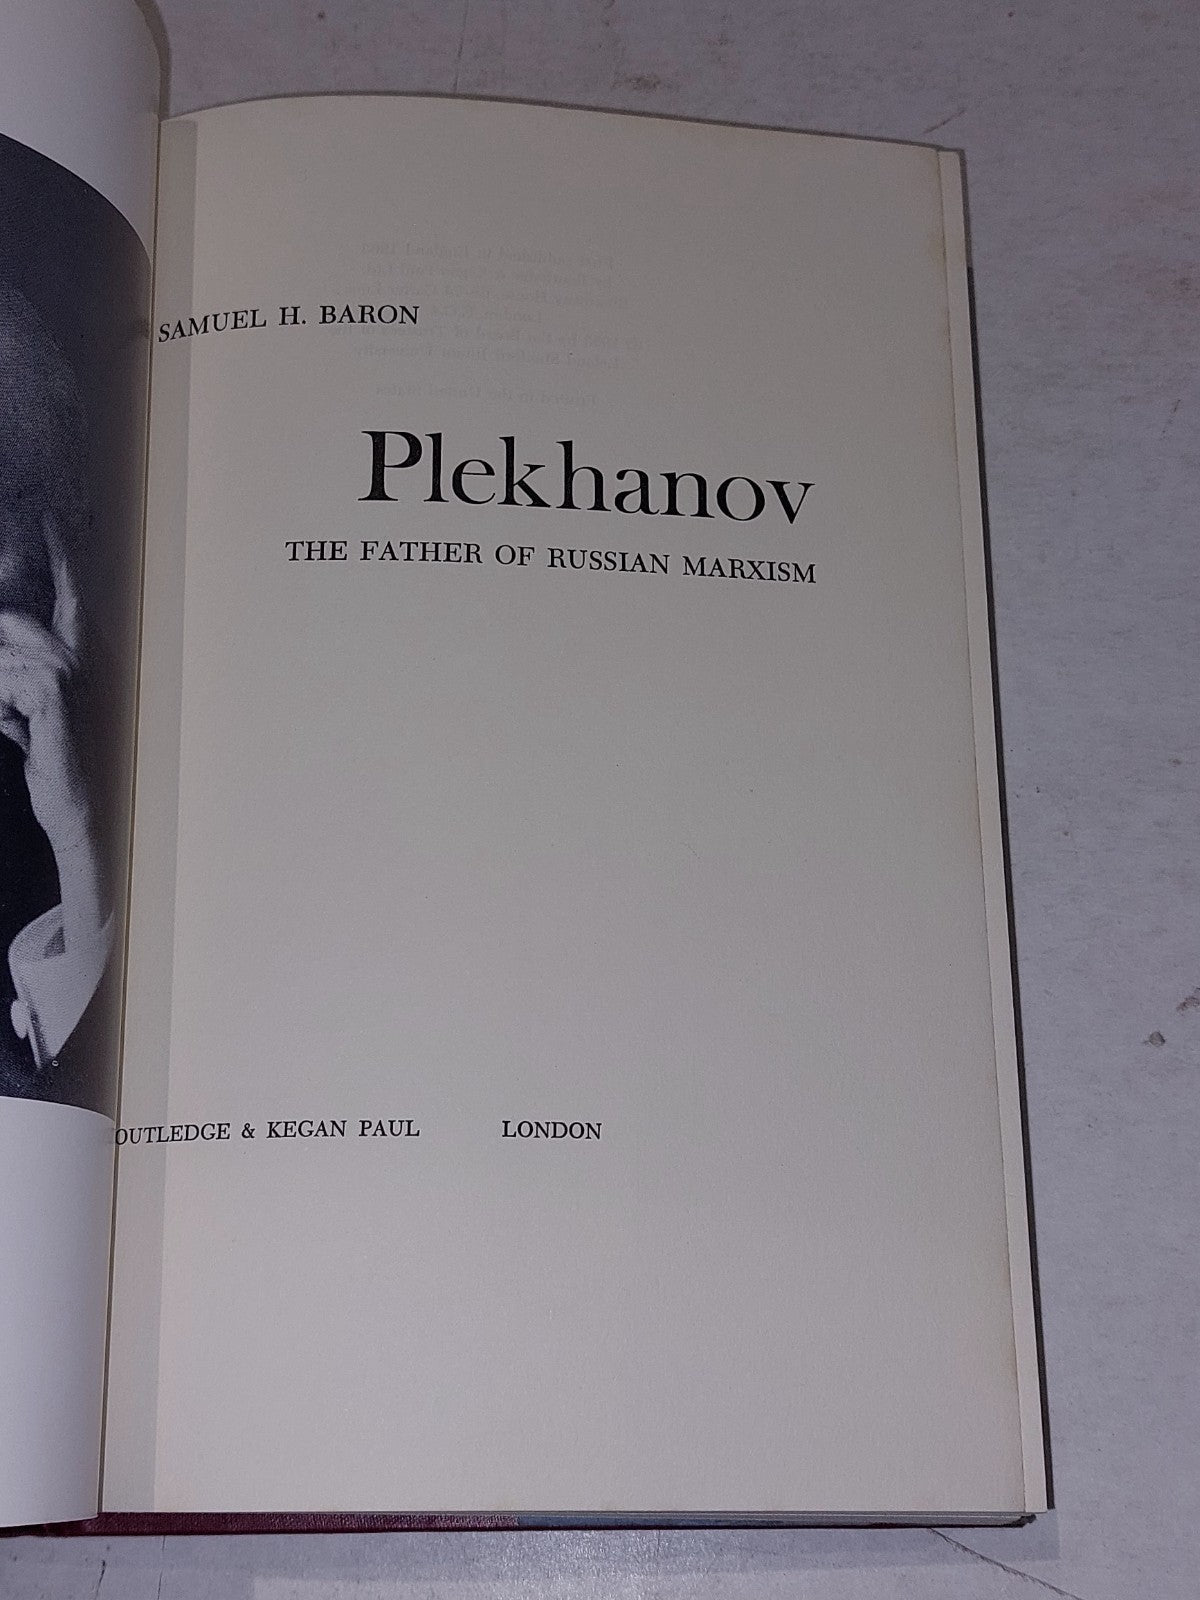 SAMUEL H. BARON
Plekhanov
THE FATHER OF RUSSIAN MARXISM
OUTLEDGE & KEGAN PAUL LONDON